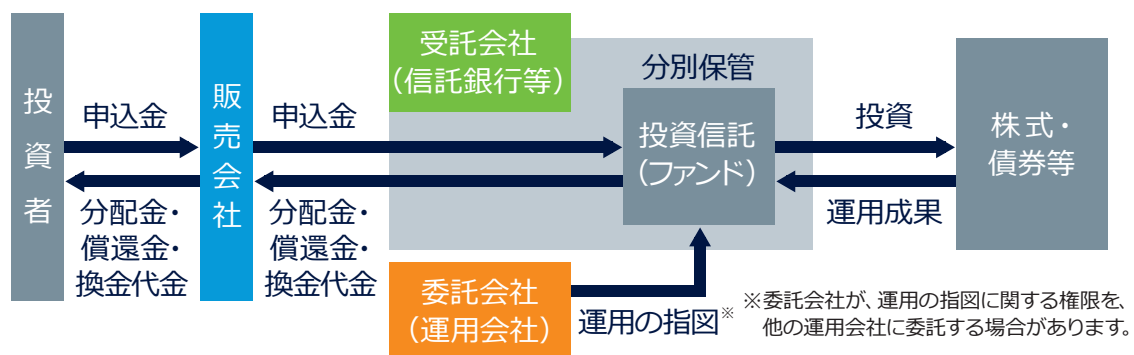 投資者
申込金
分配金・
償還金・
換金代金
販売会社
申込金
分配金・
償還金・
換金代金
受託会社
（信託銀行等）
分別保管
投資信託
（ファンド）
委託会社
（運用会社）
運用の指図※
投資
運用成果
株式・
債券等
※委託会社が、運用の指図に関する権限を、
他の運用会社に委託する場合があります。